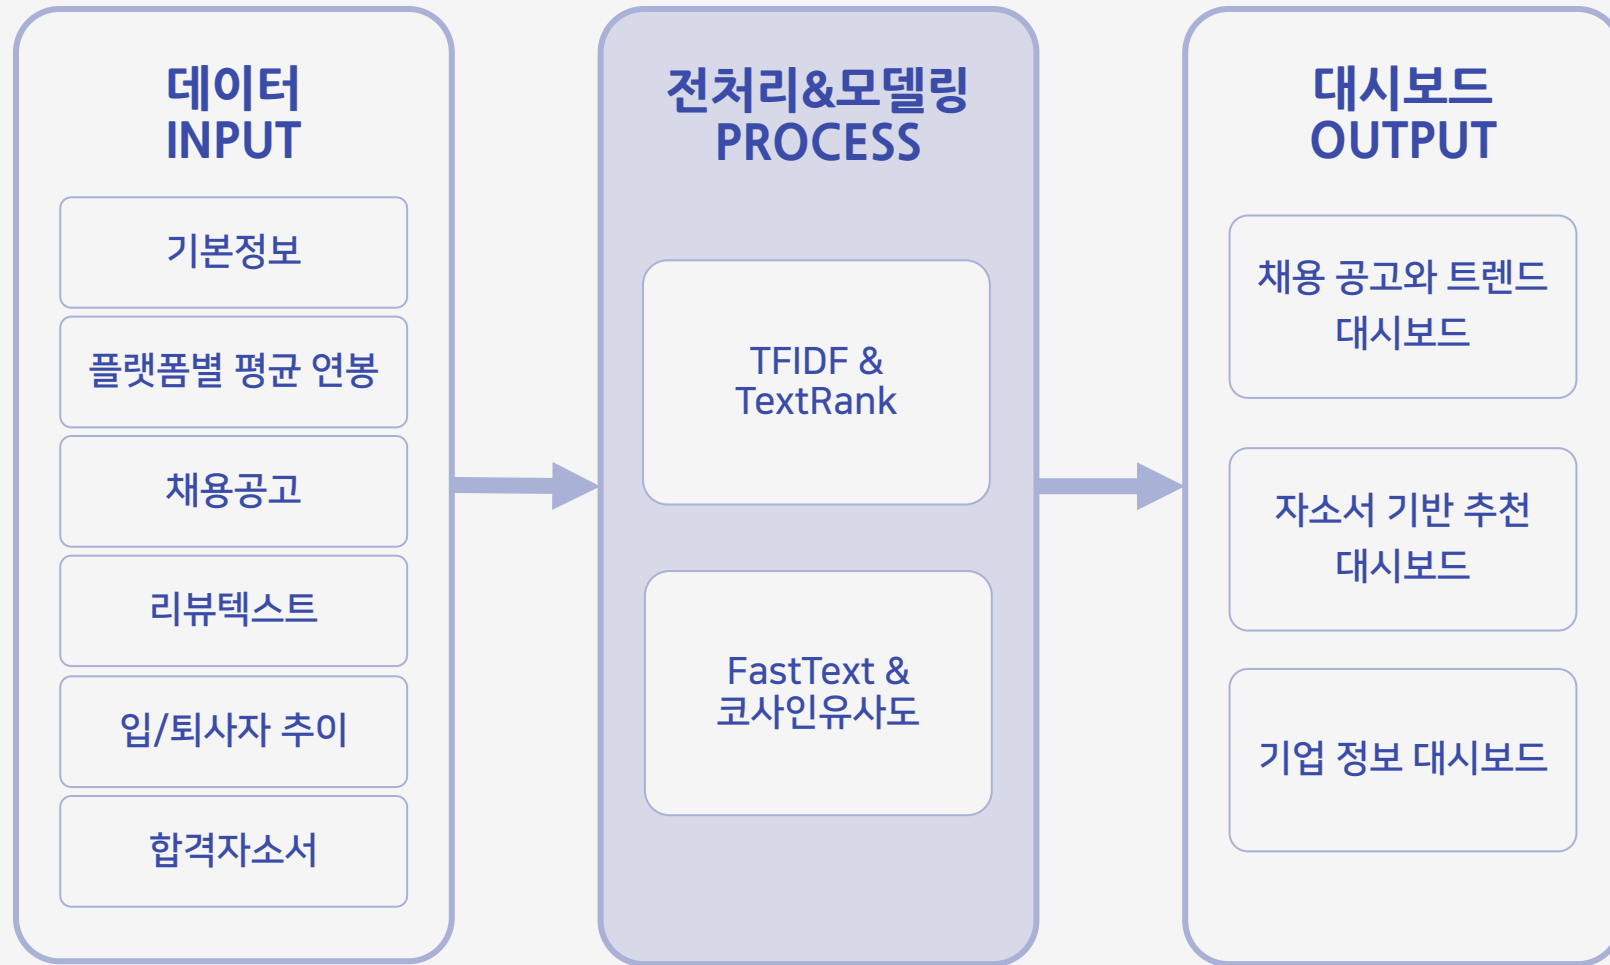 데이터
INPUT
기본정보
플랫폼별 평균 연봉
채용공고
리뷰텍스트
입/퇴사자 추이
합격자소서
전처리&모델링
PROCESS
TFIDF &
TextRank
FastText &
코사인유사도
대시보드
OUTPUT
채용 공고와 트렌드
대시보드
자소서 기반 추천
대시보드
기업 정보 대시보드